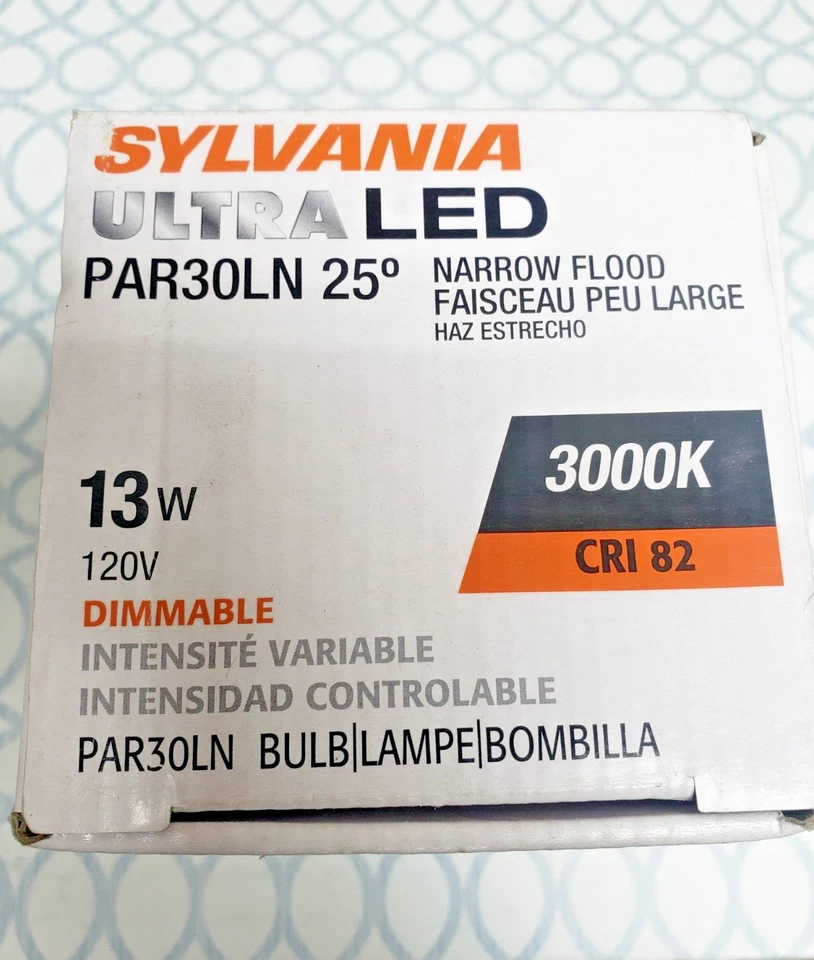 SYLVANIA
ULTRA LED
PAR30LN 25º
NARROW FLOOD
FAISCEAU PEU LARGE
HAZ ESTRECHO
3000K
CRI 82
13W
120V
DIMMABLE
INTENSITÉ VARIABLE
INTENSIDAD CONTROLABLE
PAR30LN BULB|LAMPE|BOMBILLA